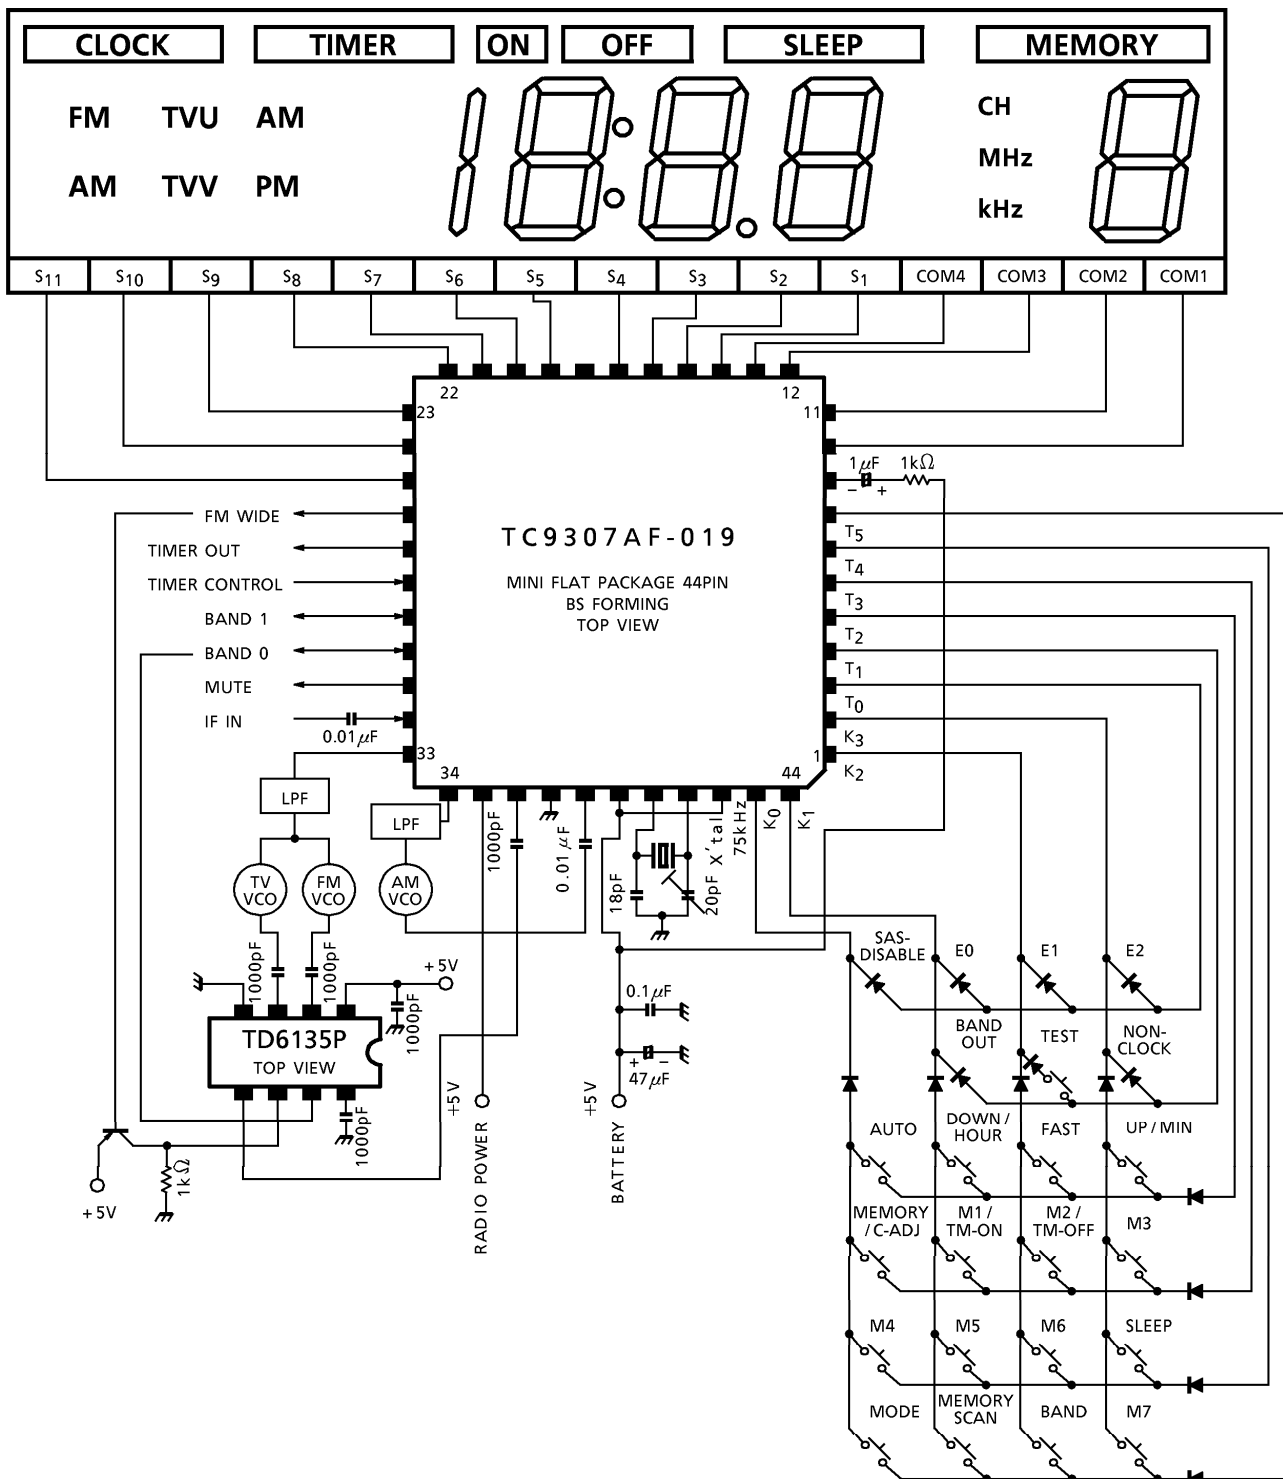 CLOCK TIMER ON OFF SLEEP MEMORY
FM TVU AM CH
MHz
AM TVV PM kHz
18:8.8 8
S11 S10 S9 S8 S7 S6 S5 S4 S3 S2 S1 COM4 COM3 COM2 COM1
22 12
23 11
1μF 1kΩ
− +
FM WIDE
TC9307AF-019
T5
TIMER OUT
T4
TIMER CONTROL
MINI FLAT PACKAGE 44PIN
BS FORMING
TOP VIEW
T3
BAND 1
T2
BAND 0
T1
MUTE
T0
IF IN
0.01μF
K3
33 1
K2
34 44
LPF
LPF
1000pF
0.01μF
X'tal
75kHz
K0
K1
TV
VCO
FM
VCO
AM
VCO
18pF
20pF
SAS-
DISABLE
E0 E1 E2
1000pF
1000pF
+5V
1000pF
0.1μF
BAND
OUT
TEST
NON-
CLOCK
TD6135P
TOP VIEW
+ −
47μF
+5V
+5V
1000pF
1kΩ
+5V
RADIO POWER
BATTERY
AUTO
DOWN/
HOUR
FAST
UP/MIN
MEMORY
/C-ADJ
M1/
TM-ON
M2/
TM-OFF
M3
M4 M5 M6 SLEEP
MODE
MEMORY
SCAN
BAND
M7